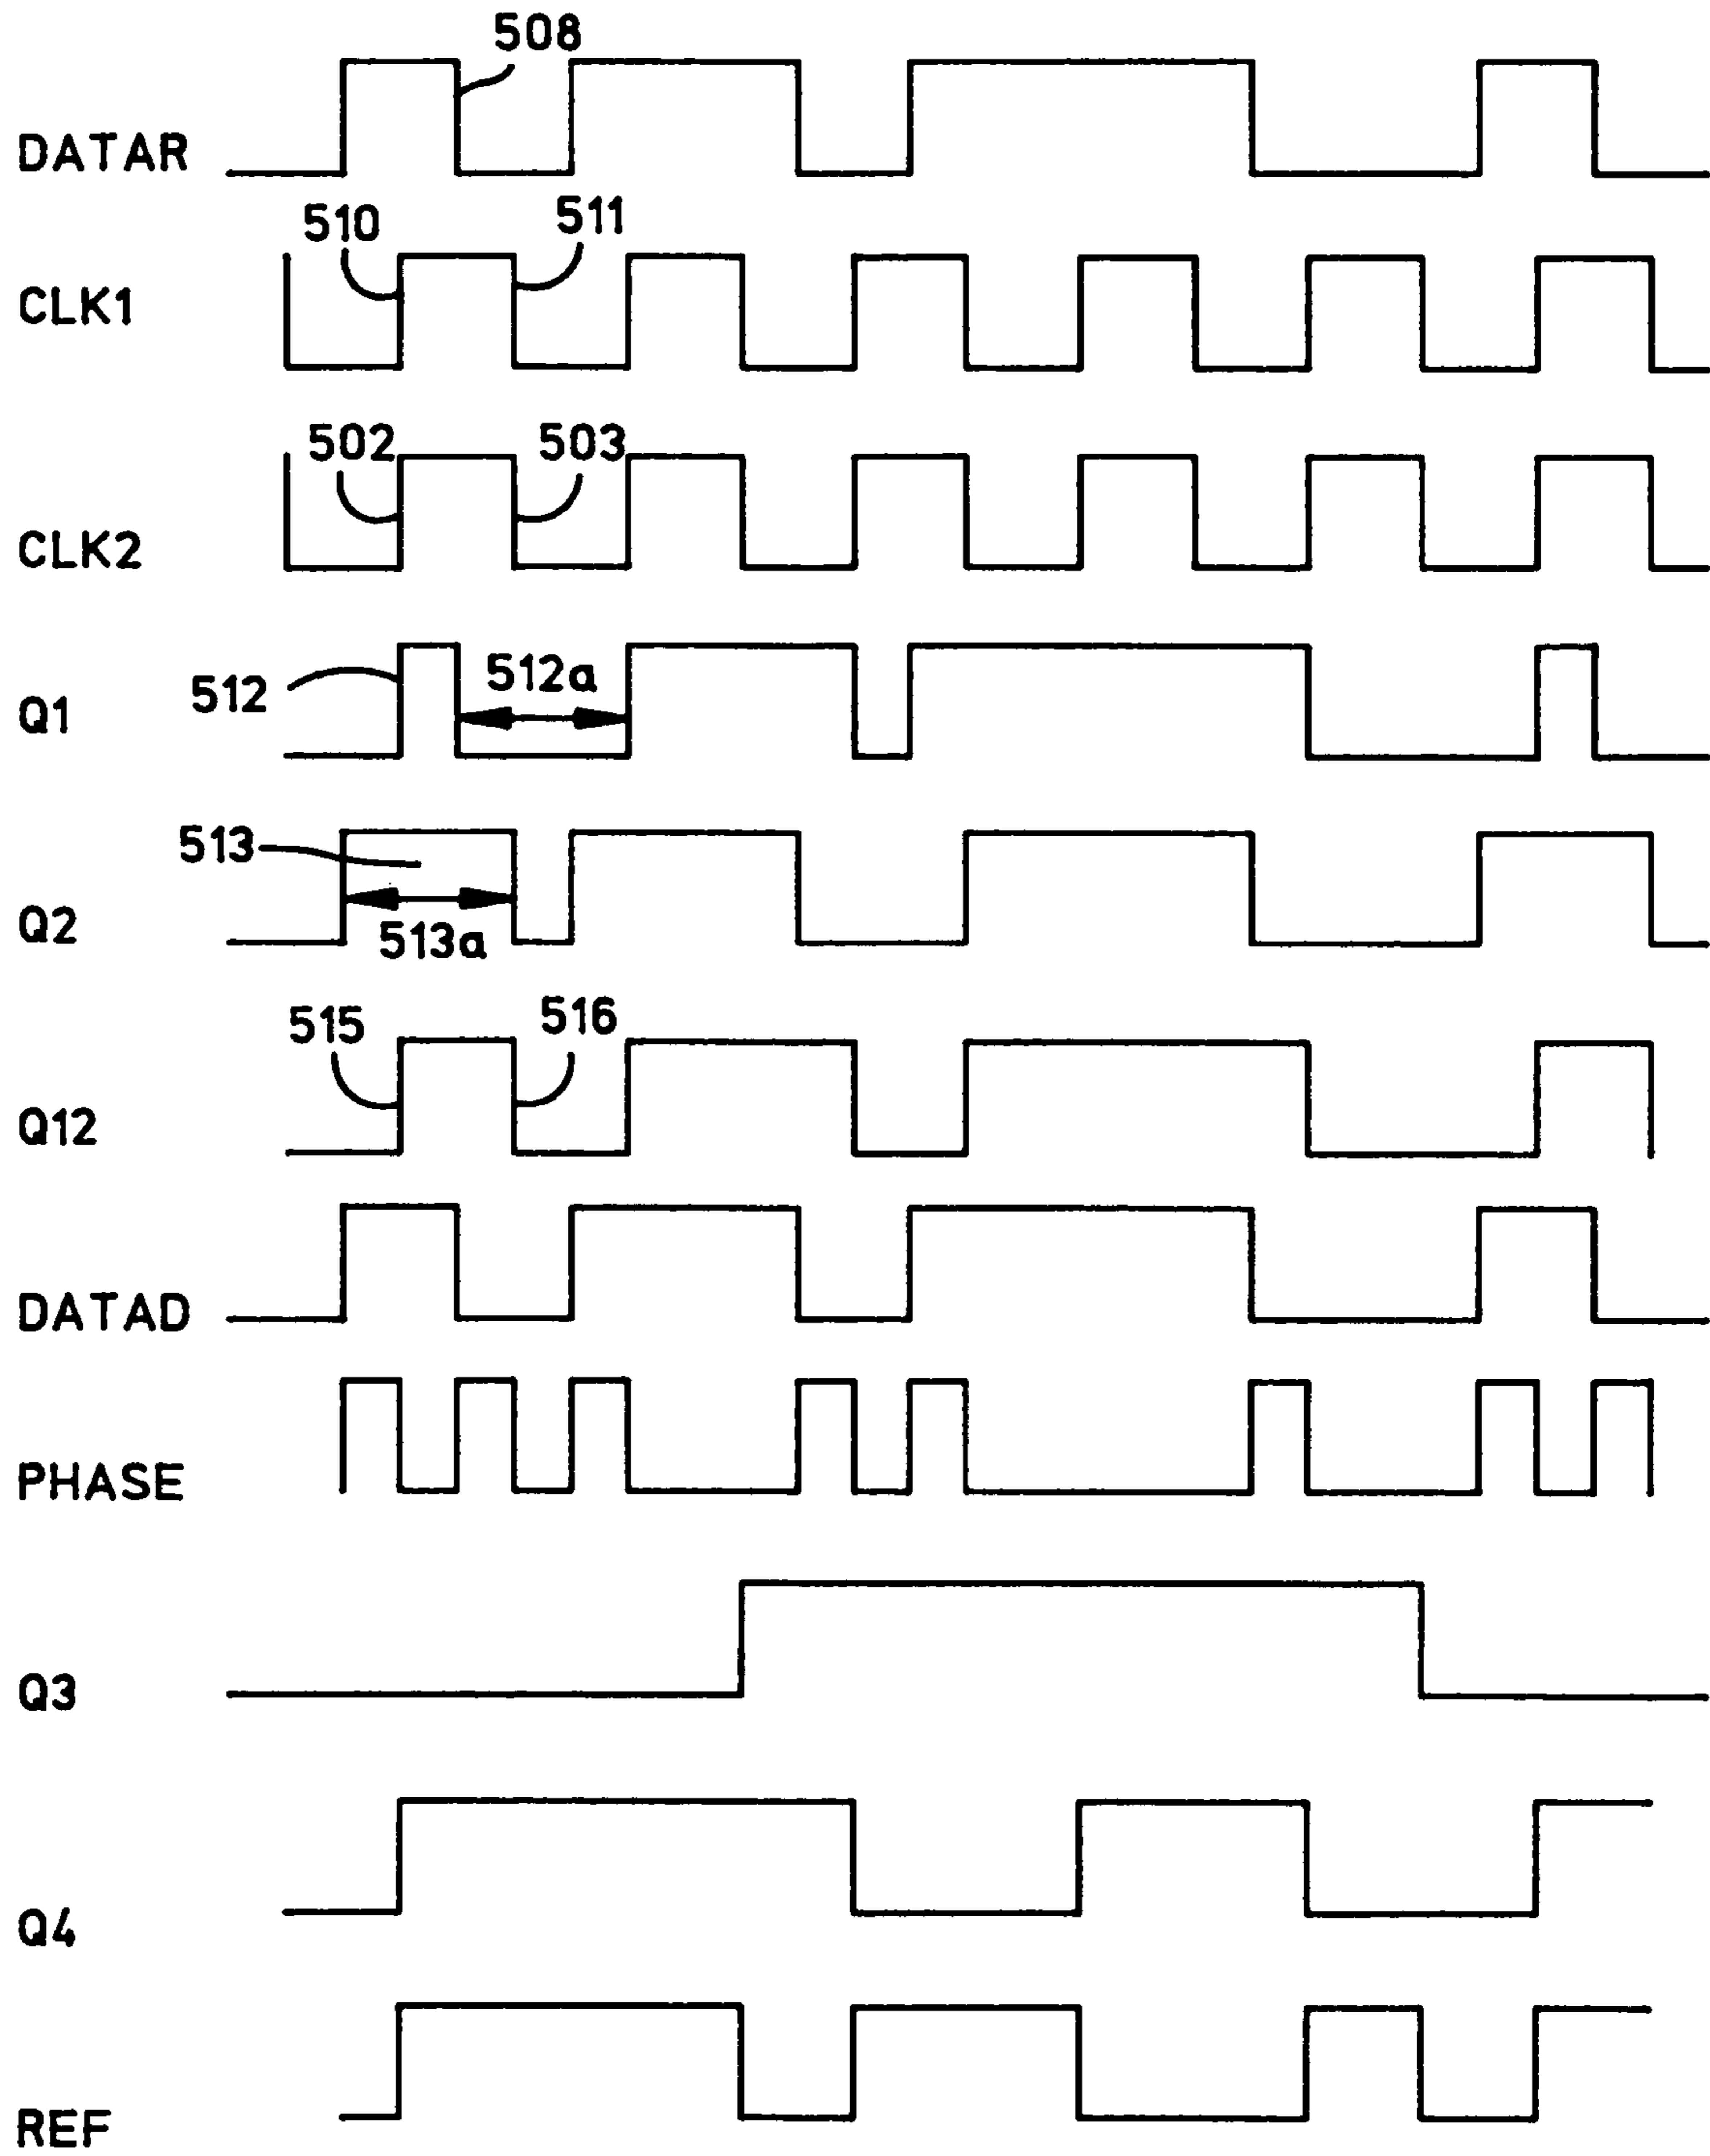 508
DATAR
510
511
CLK1
502
503
CLK2
512
512a
Q1
513
513a
Q2
515
516
Q12
DATAD
PHASE
Q3
Q4
REF